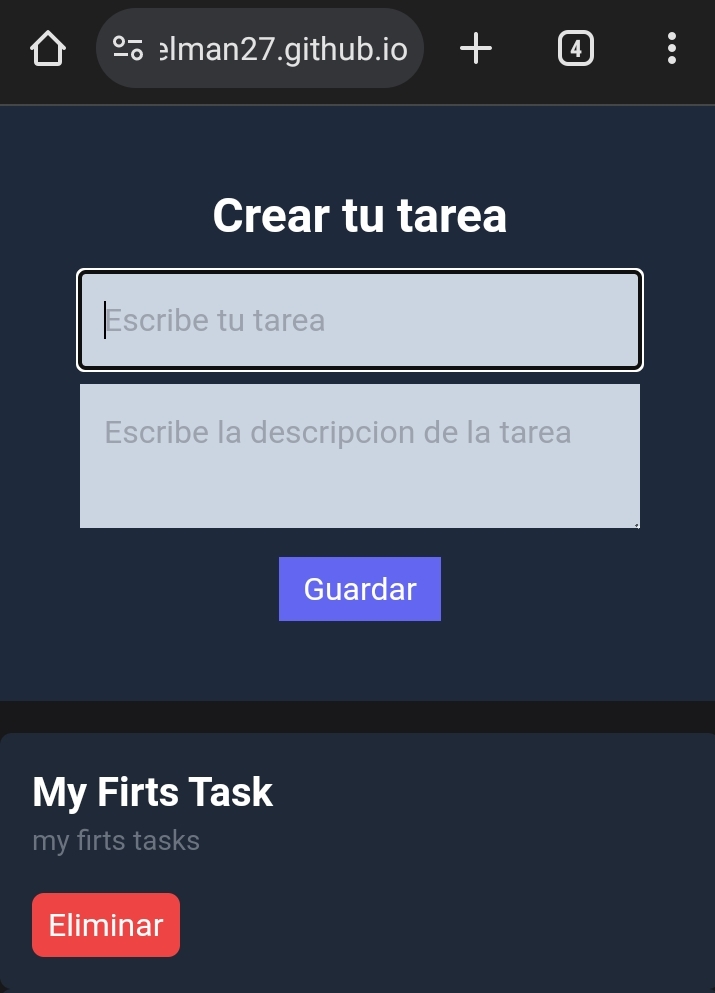 elman27.github.io
4
Crear tu tarea
Escribe tu tarea
Escribe la descripcion de la tarea
Guardar
My Firts Task
my firts tasks
Eliminar